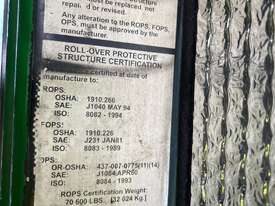 must be replaced, not
repaired or revised.
Any alteration to the ROPS, FOPS,
OPS, must be approved by the
manufacturer.
ROLL-OVER PROTECTIVE
STRUCTURE CERTIFICATION
certified at date of
manufacture to:
ROPS:
OSHA: 1910.266
SAE: J1040 MAY 94
ISO: 8082 - 1994
FOPS:
OSHA: 1910.226
SAE: J231 JAN81
ISO: 8083 - 1989
OPS:
OR-OSHA: 437-007-0775(11)(14)
SAE: J1084 APR80
ISO: 8084 - 1993
ROPS Certification Weight:
70 600 LBS. (32 024 Kg)